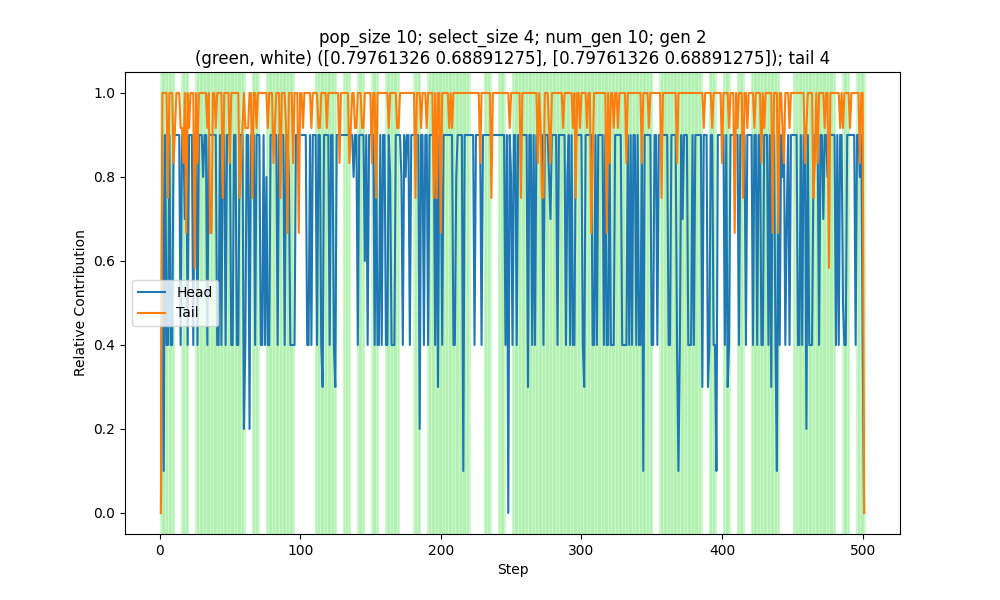 pop_size 10; select_size 4; num_gen 10; gen 2
(green, white) ([0.79761326 0.68891275], [0.79761326 0.68891275]); tail 4
1.0
0.8
0.6
0.4
0.2
0.0
Relative Contribution
Head
Tail
0
100
200
300
400
500
Step